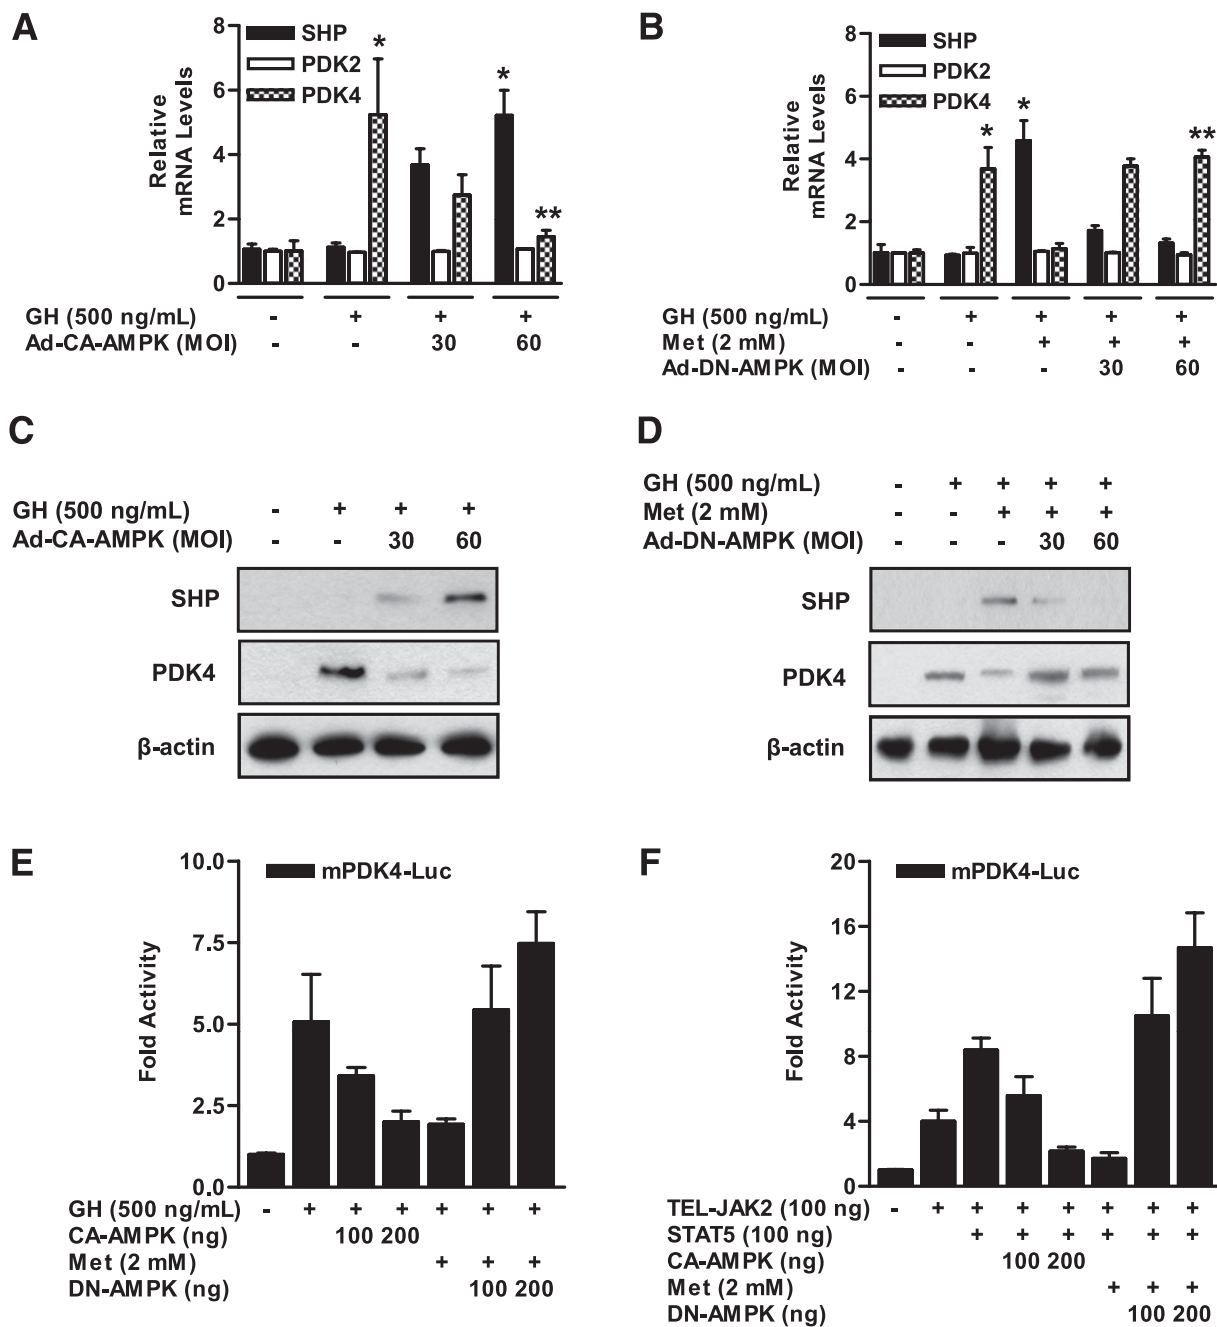 A
8
6
4
2
0
Relative
mRNA Levels
SHP
PDK2
PDK4
*
*
**
GH (500 ng/mL) - + + +
Ad-CA-AMPK (MOI) - - 30 60
B
8
6
4
2
0
Relative
mRNA Levels
SHP
PDK2
PDK4
*
*
**
GH (500 ng/mL) - + + + +
Met (2 mM) - - + + +
Ad-DN-AMPK (MOI) - - - 30 60
C
GH (500 ng/mL) - + + +
Ad-CA-AMPK (MOI) - - 30 60
SHP
PDK4
β-actin
D
GH (500 ng/mL) - + + + +
Met (2 mM) - - + + +
Ad-DN-AMPK (MOI) - - - 30 60
SHP
PDK4
β-actin
E
10.0
7.5
5.0
2.5
0.0
Fold Activity
mPDK4-Luc
GH (500 ng/mL) - + + + + + +
CA-AMPK (ng) 100 200
Met (2 mM) + + +
DN-AMPK (ng) 100 200
F
20
16
12
8
4
0
Fold Activity
mPDK4-Luc
TEL-JAK2 (100 ng) - + + + + + + +
STAT5 (100 ng) + + + + + +
CA-AMPK (ng) 100 200
Met (2 mM) + + +
DN-AMPK (ng) 100 200